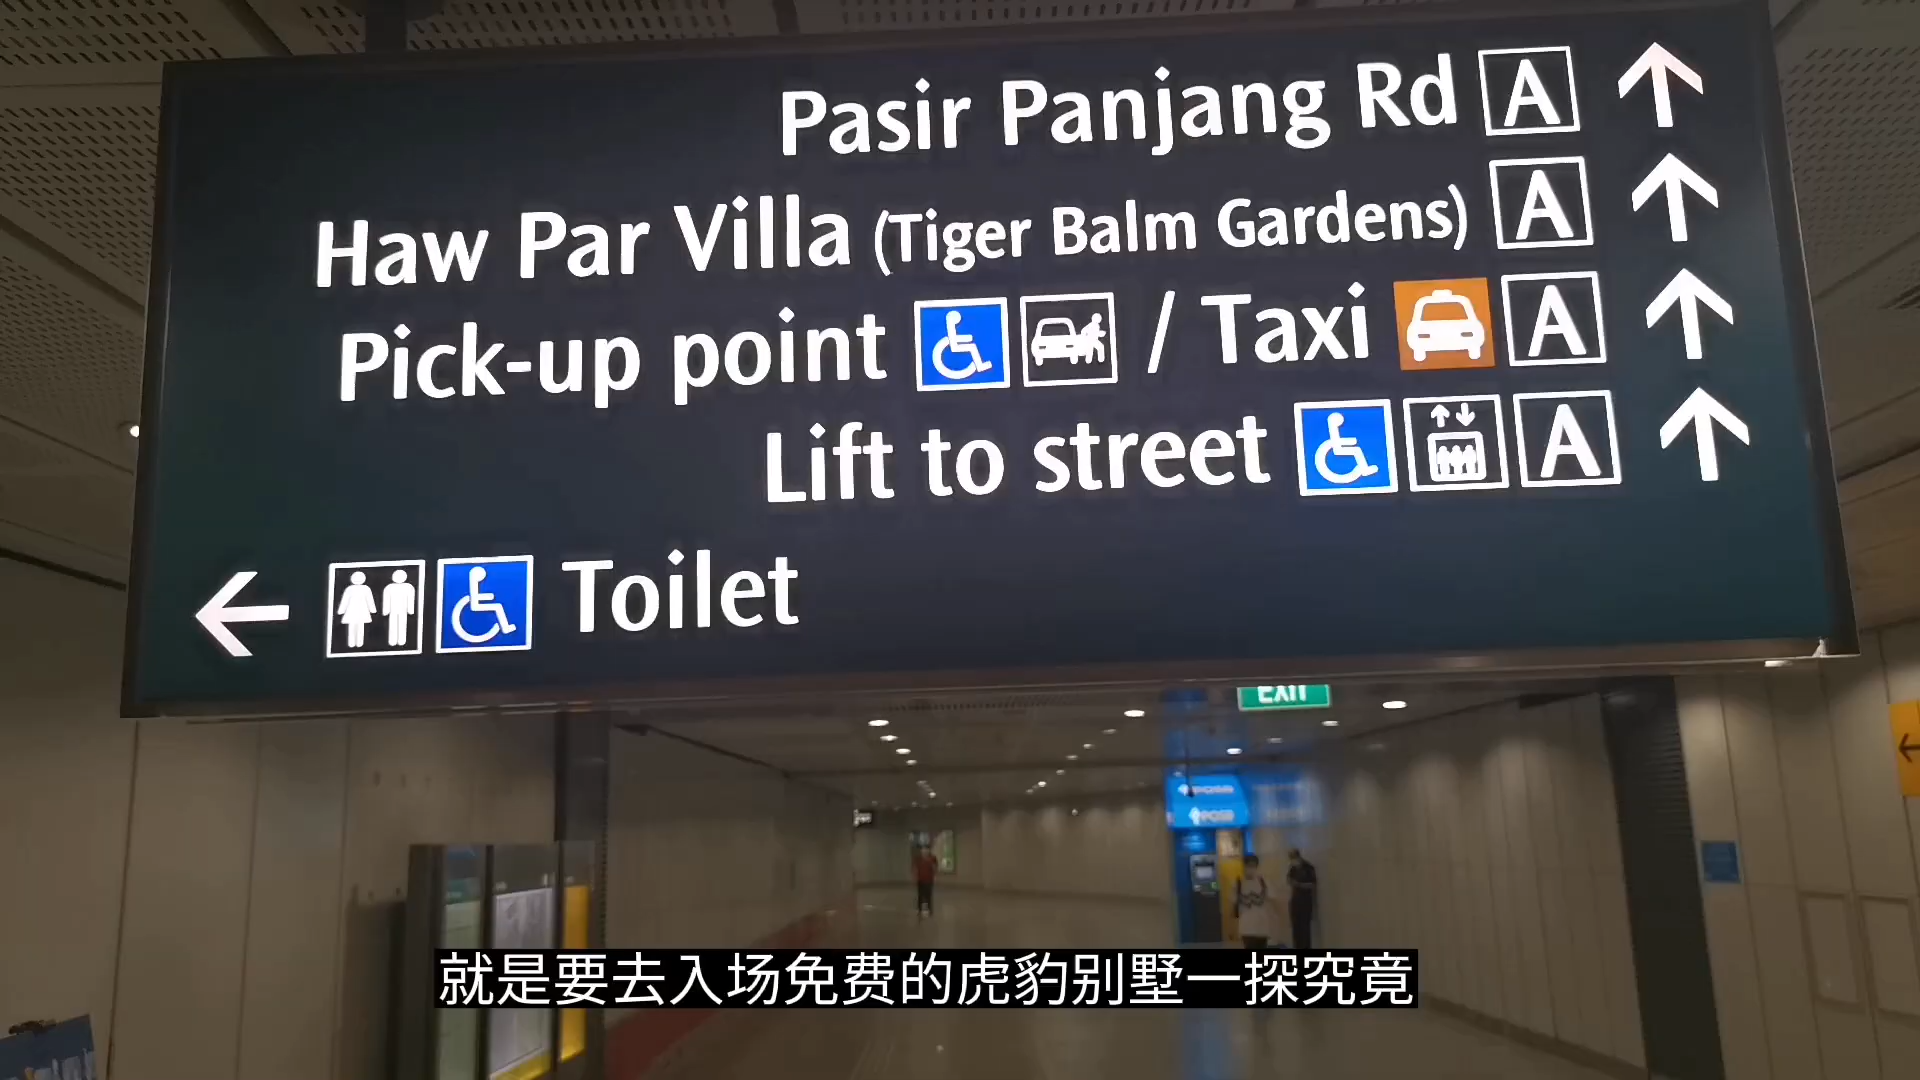 Pasir Panjang Rd A
Haw Par Villa (Tiger Balm Gardens) A
Pick-up point / Taxi A
Lift to street A
Toilet
EXIT
就是要去入场免费的虎豹别墅一探究竟